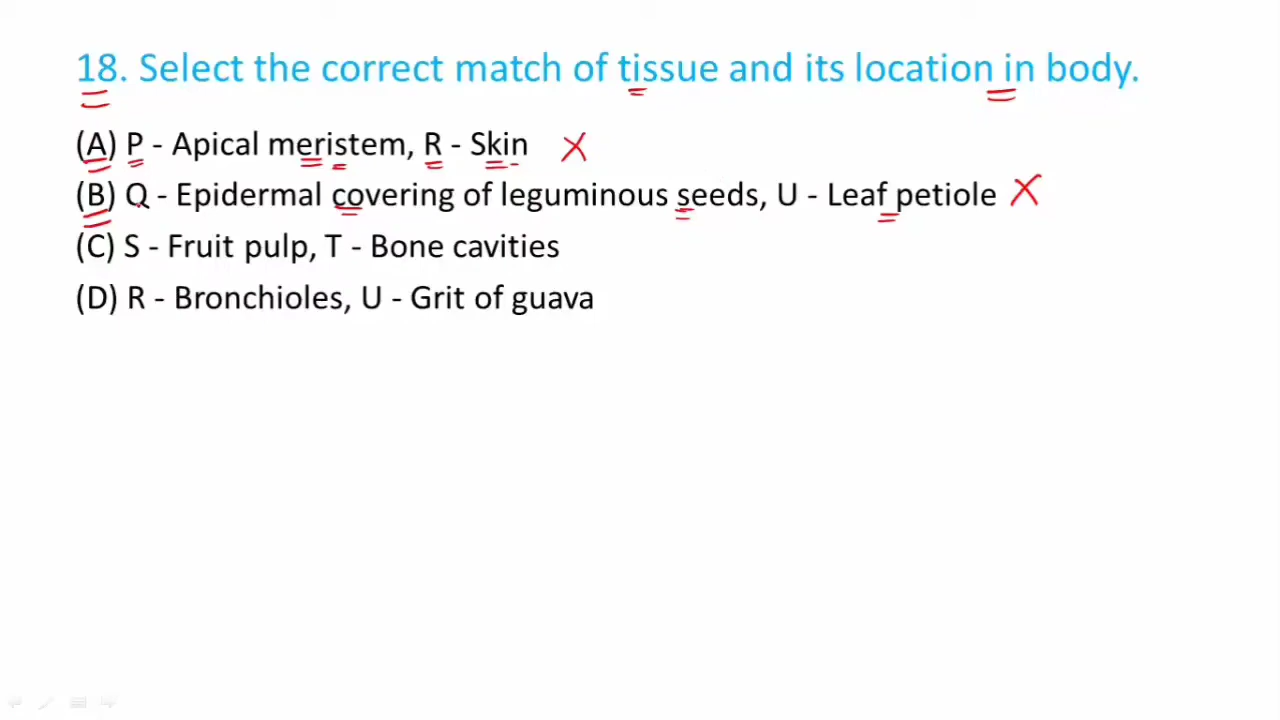 18. Select the correct match of tissue and its location in body.
(A) P - Apical meristem, R - Skin
(B) Q - Epidermal covering of leguminous seeds, U - Leaf petiole
(C) S - Fruit pulp, T - Bone cavities
(D) R - Bronchioles, U - Grit of guava